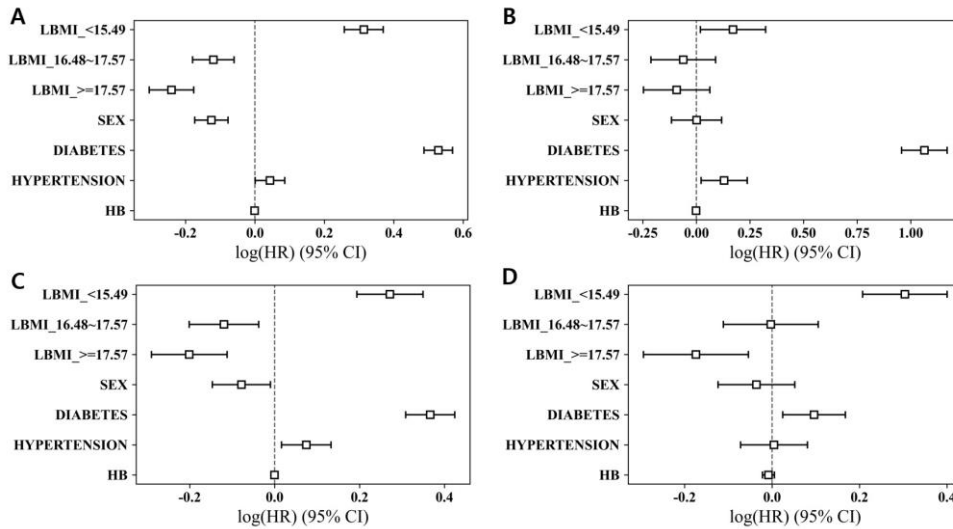 A
LBMI_<15.49
LBMI_16.48~17.57
LBMI_>=17.57
SEX
DIABETES
HYPERTENSION
HB
-0.2 0.0 0.2 0.4 0.6
log(HR) (95% CI)
B
LBMI_<15.49
LBMI_16.48~17.57
LBMI_>=17.57
SEX
DIABETES
HYPERTENSION
HB
-0.25 0.00 0.25 0.50 0.75 1.00
log(HR) (95% CI)
C
LBMI_<15.49
LBMI_16.48~17.57
LBMI_>=17.57
SEX
DIABETES
HYPERTENSION
HB
-0.2 0.0 0.2 0.4
log(HR) (95% CI)
D
LBMI_<15.49
LBMI_16.48~17.57
LBMI_>=17.57
SEX
DIABETES
HYPERTENSION
HB
-0.2 0.0 0.2 0.4
log(HR) (95% CI)